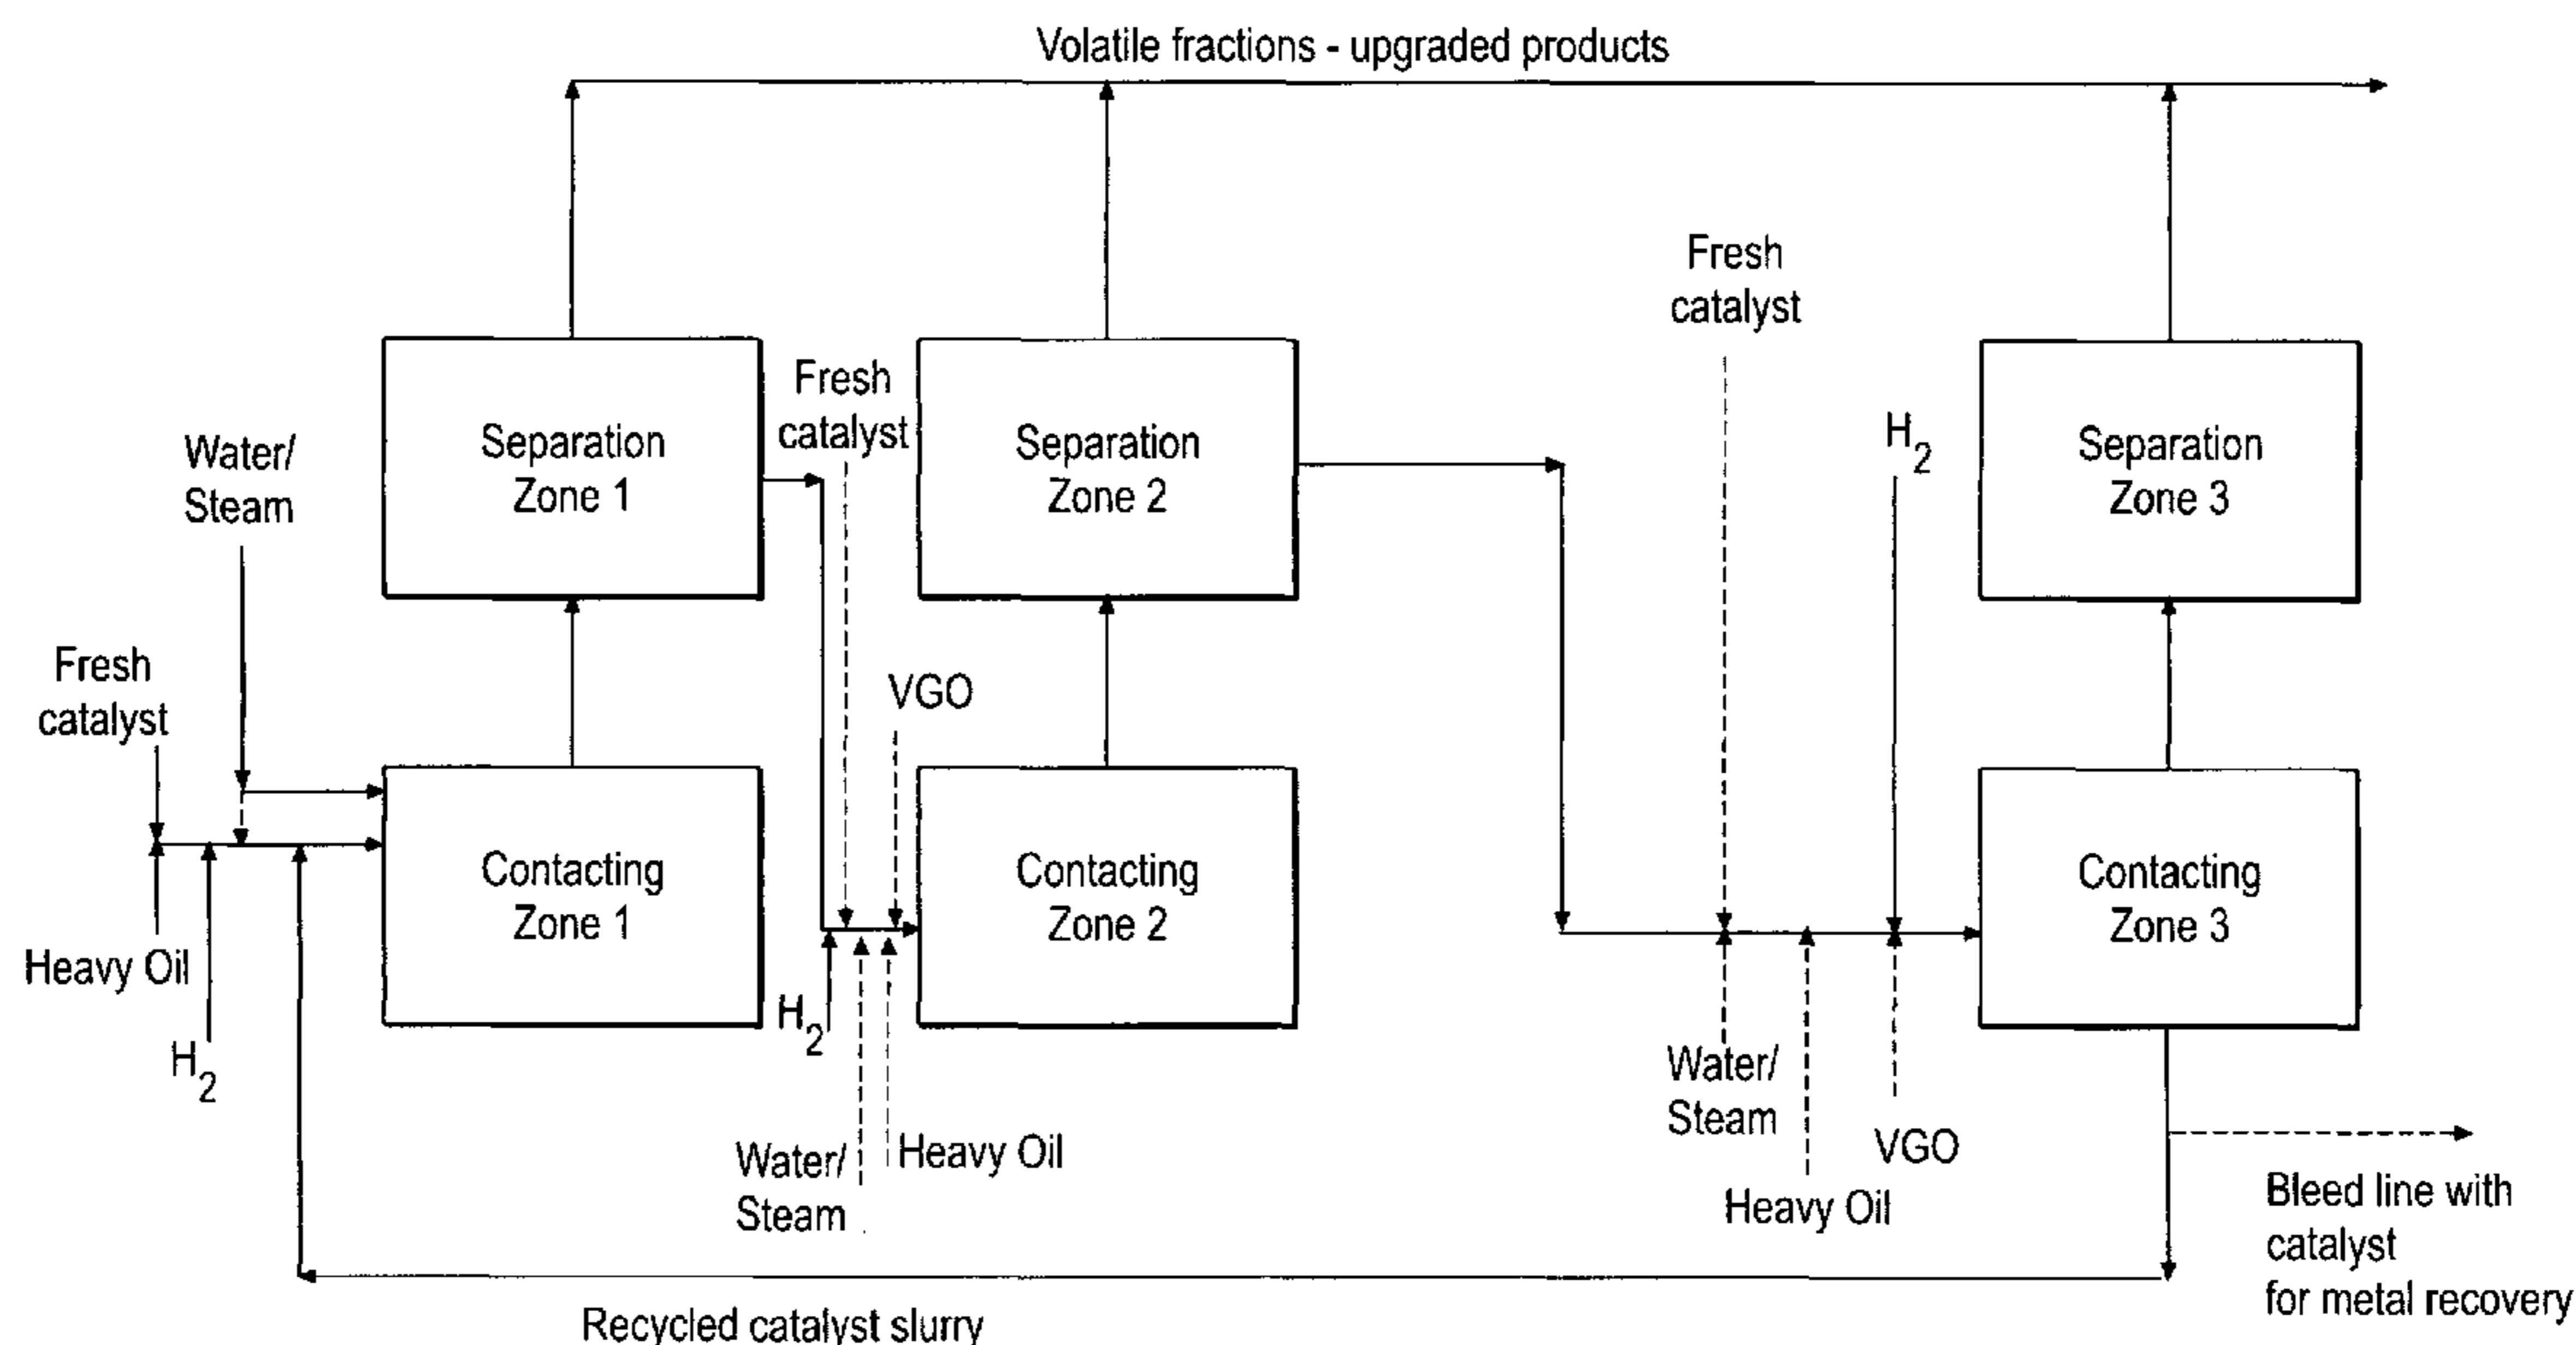 Volatile fractions - upgraded products
Fresh
catalyst
H2
Fresh
catalyst
Water/
Steam
Separation
Zone 1
Separation
Zone 2
Separation
Zone 3
Fresh
catalyst
VGO
Heavy Oil
H2
Contacting
Zone 1
Contacting
Zone 2
Contacting
Zone 3
H2
Water/
Steam
Heavy Oil
Water/
Steam
Heavy Oil
VGO
Bleed line with
catalyst
for metal recovery
Recycled catalyst slurry